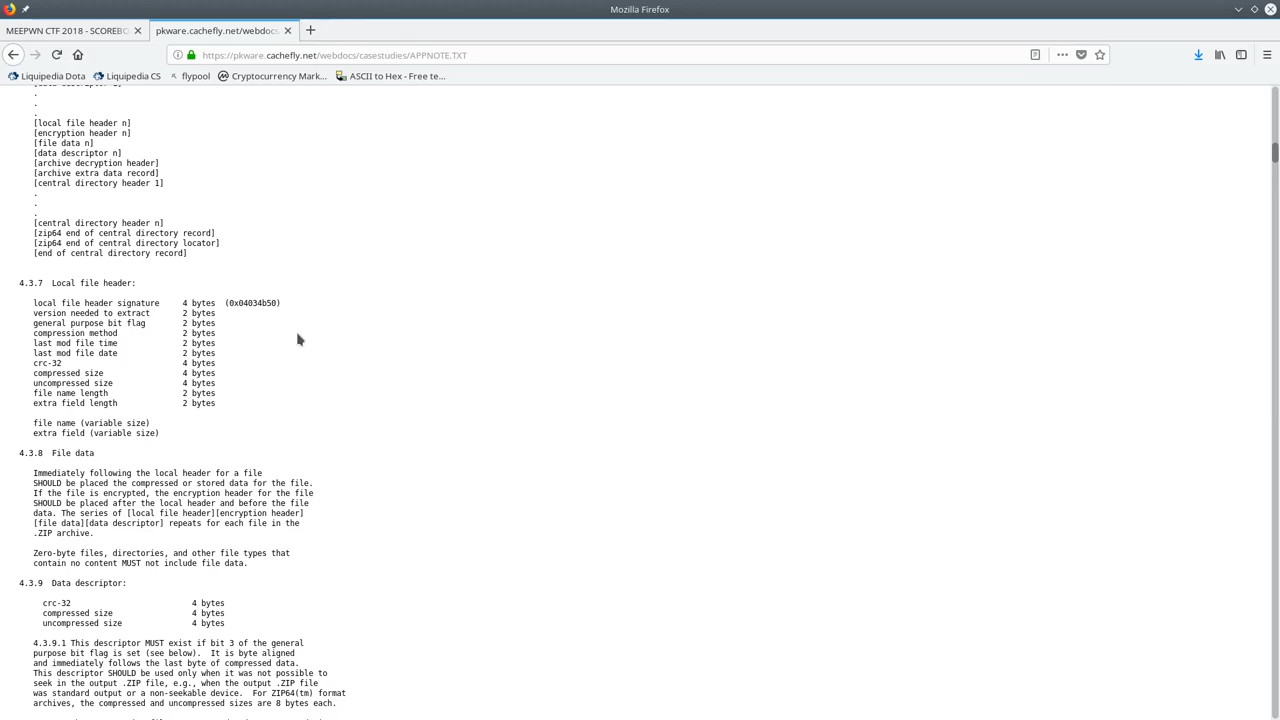 Mozilla Firefox
MEEPWN CTF 2018 - SCOREBO
pkware.cachefly.net/webdocs
https://pkware.cachefly.net/webdocs/casestudies/APPNOTE.TXT
Liquipedia Dota
Liquipedia CS
flypool
Cryptocurrency Mark...
ASCII to Hex - Free te...
.
.
.
[local file header n]
[encryption header n]
[file data n]
[data descriptor n]
[archive decryption header]
[archive extra data record]
[central directory header 1]
.
.
.
[central directory header n]
[zip64 end of central directory record]
[zip64 end of central directory locator]
[end of central directory record]
4.3.7  Local file header:
local file header signature     4 bytes  (0x04034b50)
version needed to extract       2 bytes
general purpose bit flag        2 bytes
compression method              2 bytes
last mod file time              2 bytes
last mod file date              2 bytes
crc-32                          4 bytes
compressed size                 4 bytes
uncompressed size               4 bytes
file name length                2 bytes
extra field length              2 bytes
file name (variable size)
extra field (variable size)
4.3.8  File data
Immediately following the local header for a file
SHOULD be placed the compressed or stored data for the file.
If the file is encrypted, the encryption header for the file
SHOULD be placed after the local header and before the file
data. The series of [local file header][encryption header]
[file data][data descriptor] repeats for each file in the
.ZIP archive.
Zero-byte files, directories, and other file types that
contain no content MUST not include file data.
4.3.9  Data descriptor:
crc-32                          4 bytes
compressed size                 4 bytes
uncompressed size               4 bytes
4.3.9.1 This descriptor MUST exist if bit 3 of the general
purpose bit flag is set (see below).  It is byte aligned
and immediately follows the last byte of compressed data.
This descriptor SHOULD be used only when it was not possible to
seek in the output .ZIP file, e.g., when the output .ZIP file
was standard output or a non-seekable device.  For ZIP64(tm) format
archives, the compressed and uncompressed sizes are 8 bytes each.